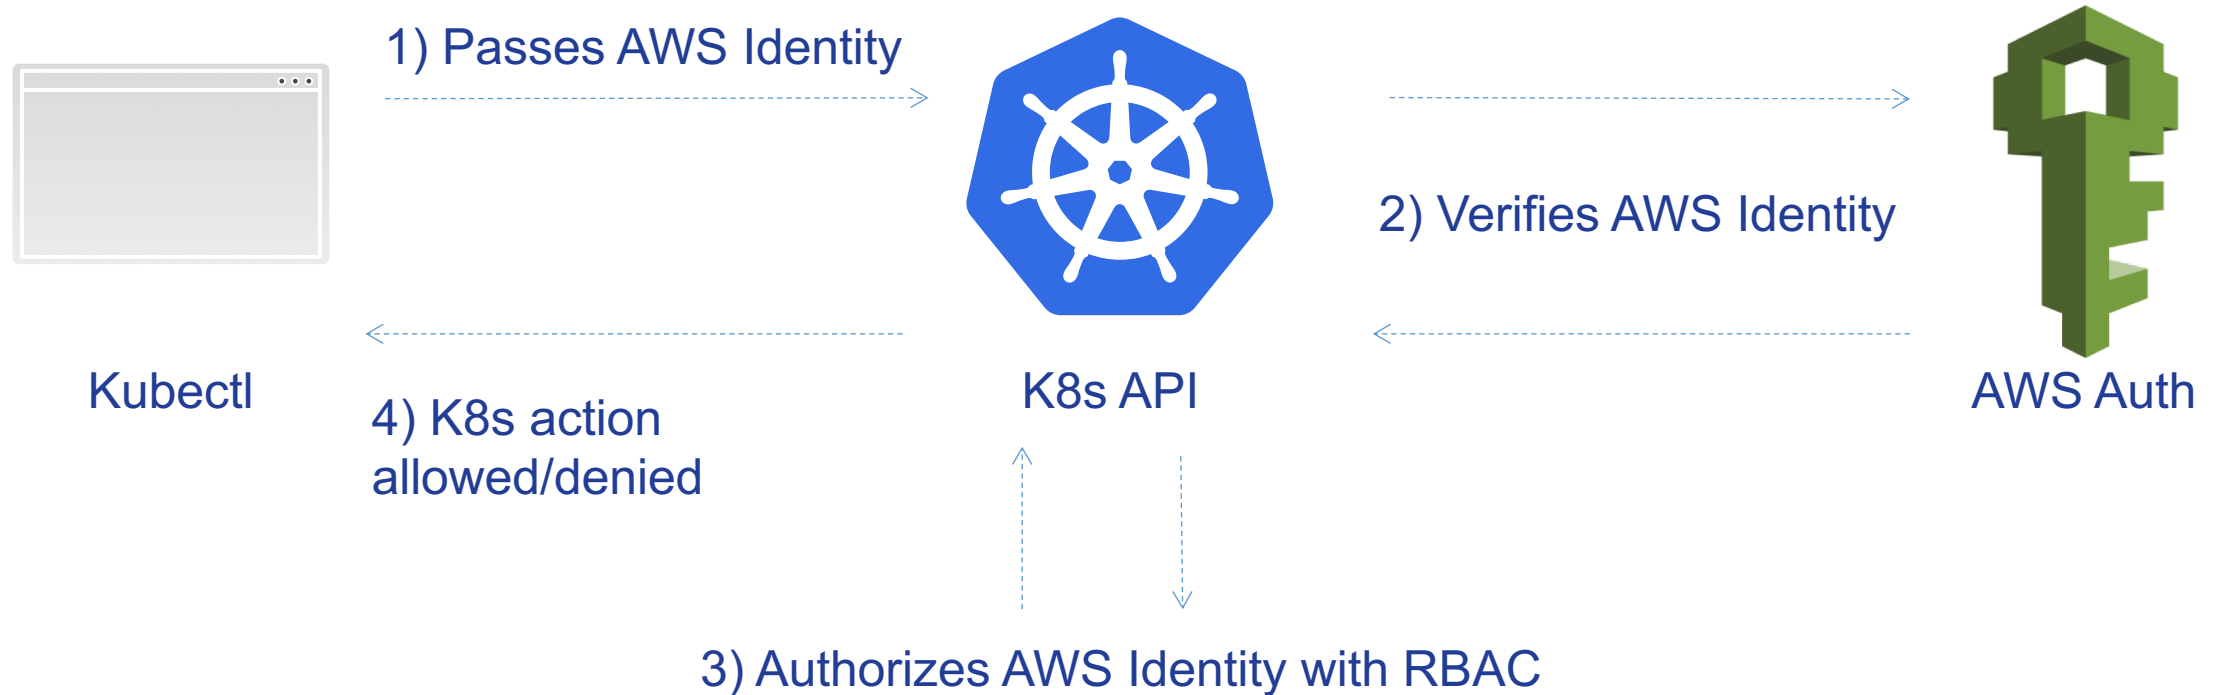 1) Passes AWS Identity
2) Verifies AWS Identity
Kubectl
K8s API
AWS Auth
4) K8s action
allowed/denied
3) Authorizes AWS Identity with RBAC